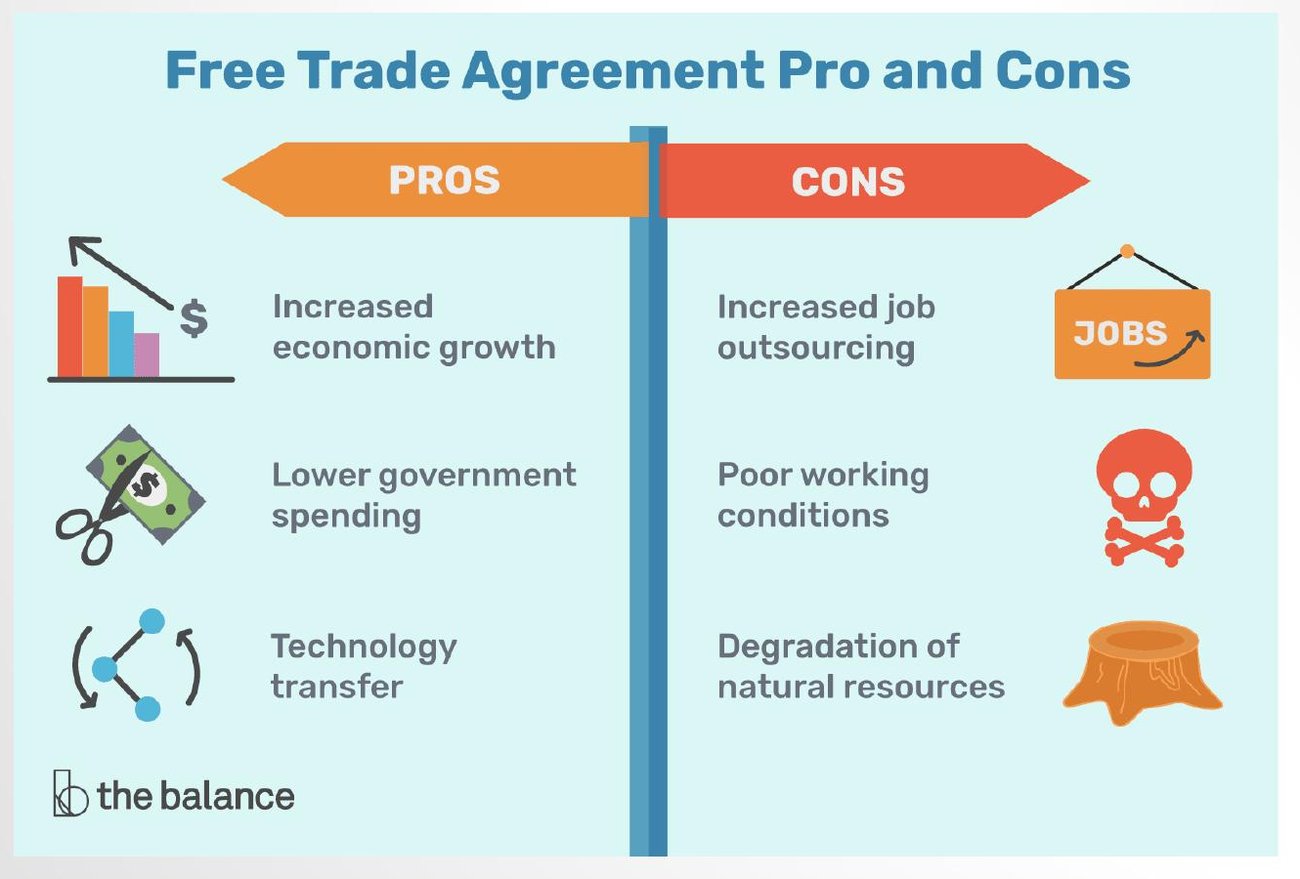 Free Trade Agreement Pro and Cons
PROS
CONS
$
Increased
economic growth
Increased job
outsourcing
JOBS
$
Lower government
spending
Poor working
conditions
Technology
transfer
Degradation of
natural resources
the balance